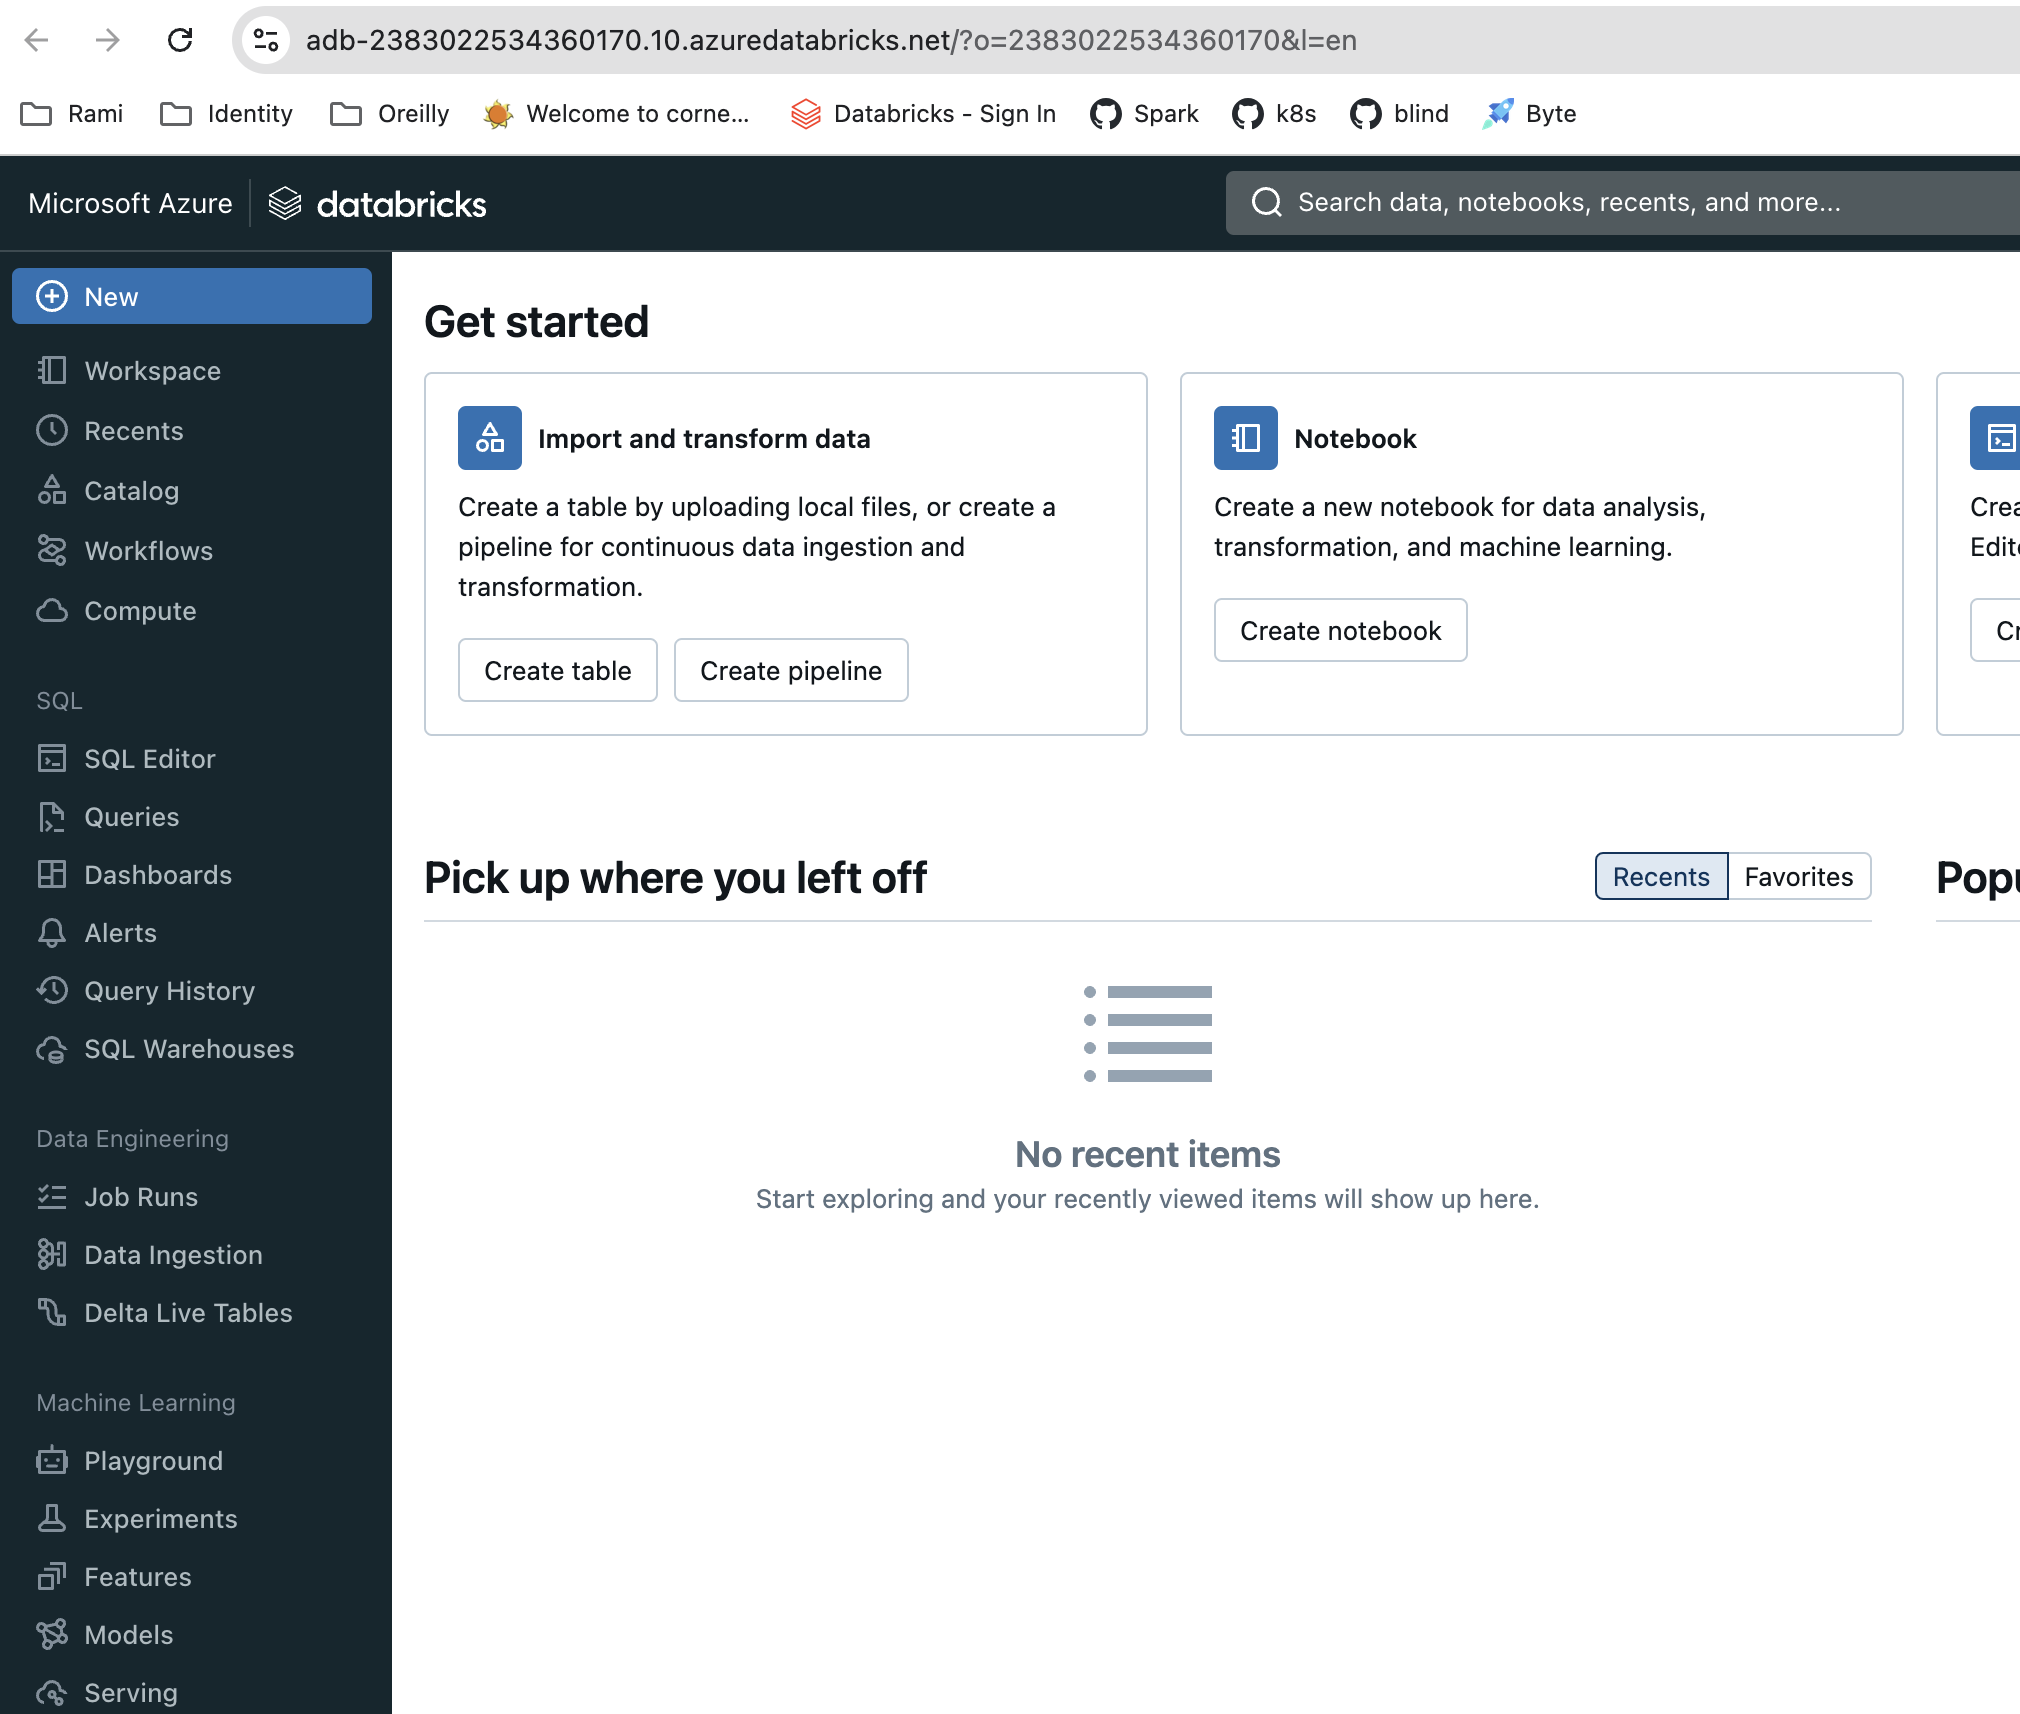 adb-2383022534360170.10.azuredatabricks.net/?o=2383022534360170&l=en
Rami Identity Oreilly Welcome to corne... Databricks - Sign In Spark k8s blind Byte
Microsoft Azure databricks Search data, notebooks, recents, and more...
New
Workspace
Recents
Catalog
Workflows
Compute
SQL
SQL Editor
Queries
Dashboards
Alerts
Query History
SQL Warehouses
Data Engineering
Job Runs
Data Ingestion
Delta Live Tables
Machine Learning
Playground
Experiments
Features
Models
Serving
Get started
Import and transform data
Create a table by uploading local files, or create a
pipeline for continuous data ingestion and
transformation.
Create table Create pipeline
Notebook
Create a new notebook for data analysis,
transformation, and machine learning.
Create notebook
Pick up where you left off Recents Favorites
No recent items
Start exploring and your recently viewed items will show up here.